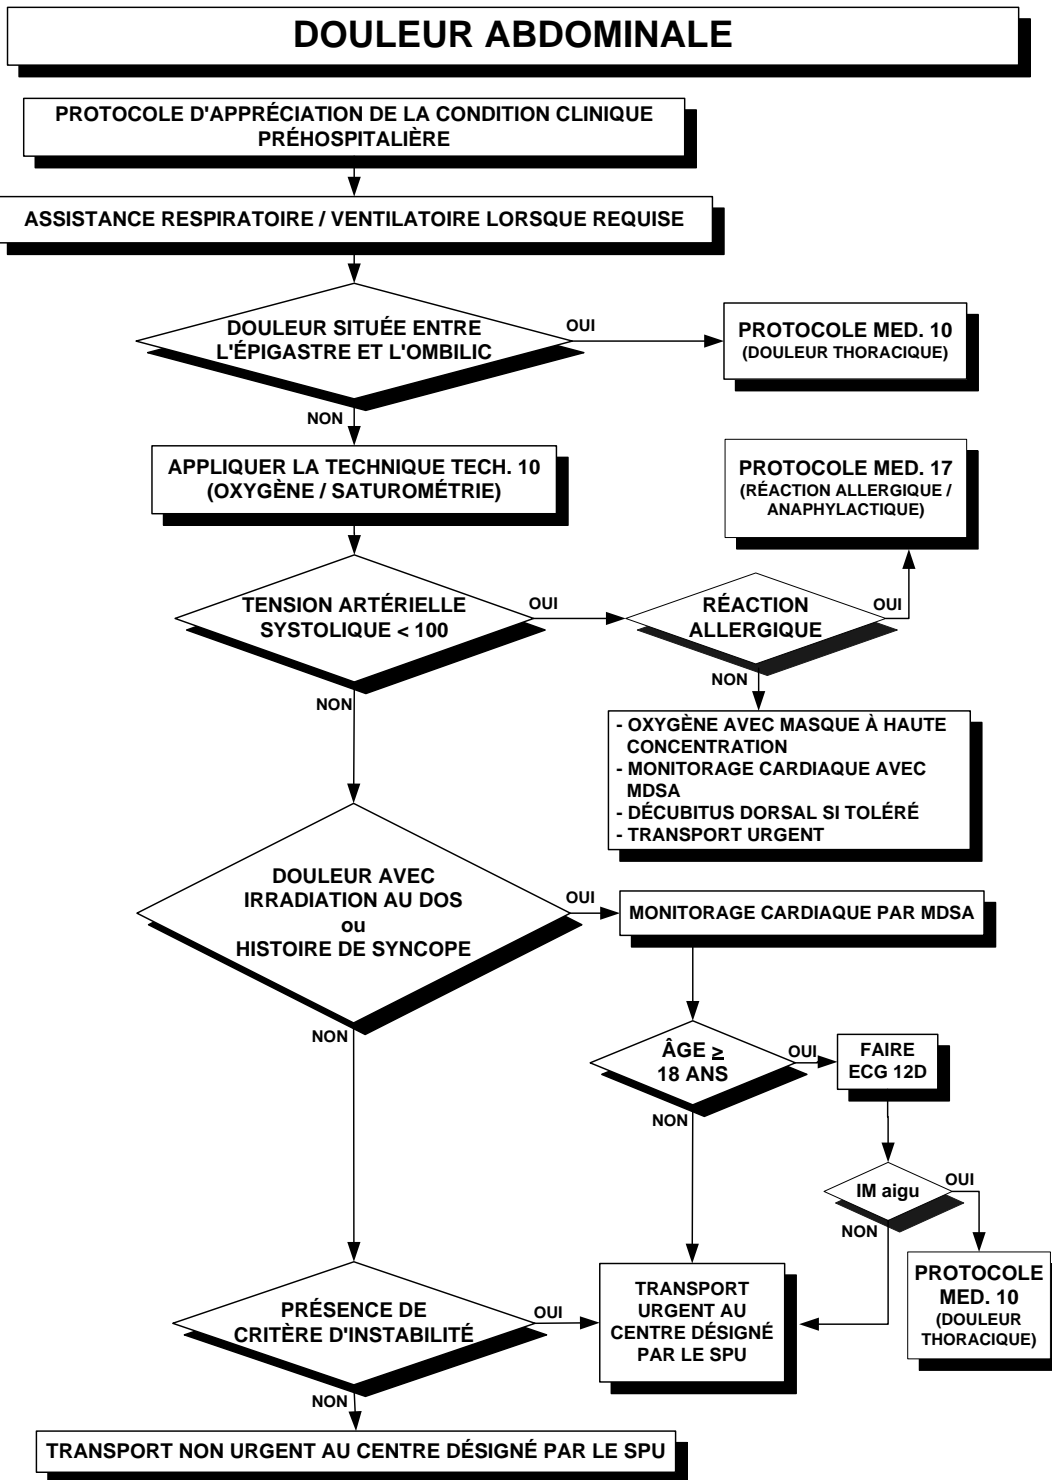 DOULEUR ABDOMINALE
PROTOCOLE D'APPRÉCIATION DE LA CONDITION CLINIQUE
PRÉHOSPITALIÈRE
ASSISTANCE RESPIRATOIRE / VENTILATOIRE LORSQUE REQUISE
DOULEUR SITUÉE ENTRE
L'ÉPIGASTRE ET L'OMBILIC
OUI
PROTOCOLE MED. 10
(DOULEUR THORACIQUE)
NON
APPLIQUER LA TECHNIQUE TECH. 10
(OXYGÈNE / SATUROMÉTRIE)
PROTOCOLE MED. 17
(RÉACTION ALLERGIQUE /
ANAPHYLACTIQUE)
TENSION ARTÉRIELLE
SYSTOLIQUE < 100
OUI
RÉACTION
ALLERGIQUE
OUI
NON
NON
- OXYGÈNE AVEC MASQUE À HAUTE
CONCENTRATION
- MONITORAGE CARDIAQUE AVEC
MDSA
- DÉCUBITUS DORSAL SI TOLÉRÉ
- TRANSPORT URGENT
DOULEUR AVEC
IRRADIATION AU DOS
ou
HISTOIRE DE SYNCOPE
OUI
MONITORAGE CARDIAQUE PAR MDSA
NON
ÂGE ≥
18 ANS
OUI
FAIRE
ECG 12D
NON
IM aigu
OUI
NON
PROTOCOLE
MED. 10
(DOULEUR
THORACIQUE)
PRÉSENCE DE
CRITÈRE D'INSTABILITÉ
OUI
TRANSPORT
URGENT AU
CENTRE DÉSIGNÉ
PAR LE SPU
NON
TRANSPORT NON URGENT AU CENTRE DÉSIGNÉ PAR LE SPU